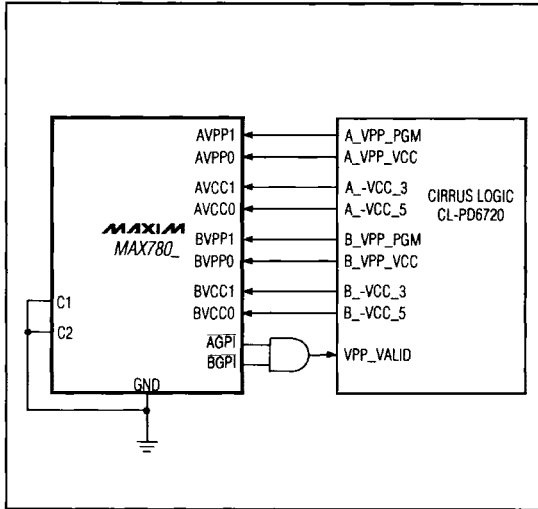 AVPP1 A_VPP_PGM
AVPP0 A_VPP_VCC
AVCC1 A_-VCC_3
AVCC0 A_-VCC_5
BVPP1 B_VPP_PGM
BVPP0 B_VPP_VCC
BVCC1 B_-VCC_3
BVCC0 B_-VCC_5
AGPI
BGPI
VPP_VALID
MAXIM
MAX780_
CIRRUS LOGIC
CL-PD6720
C1
C2
GND